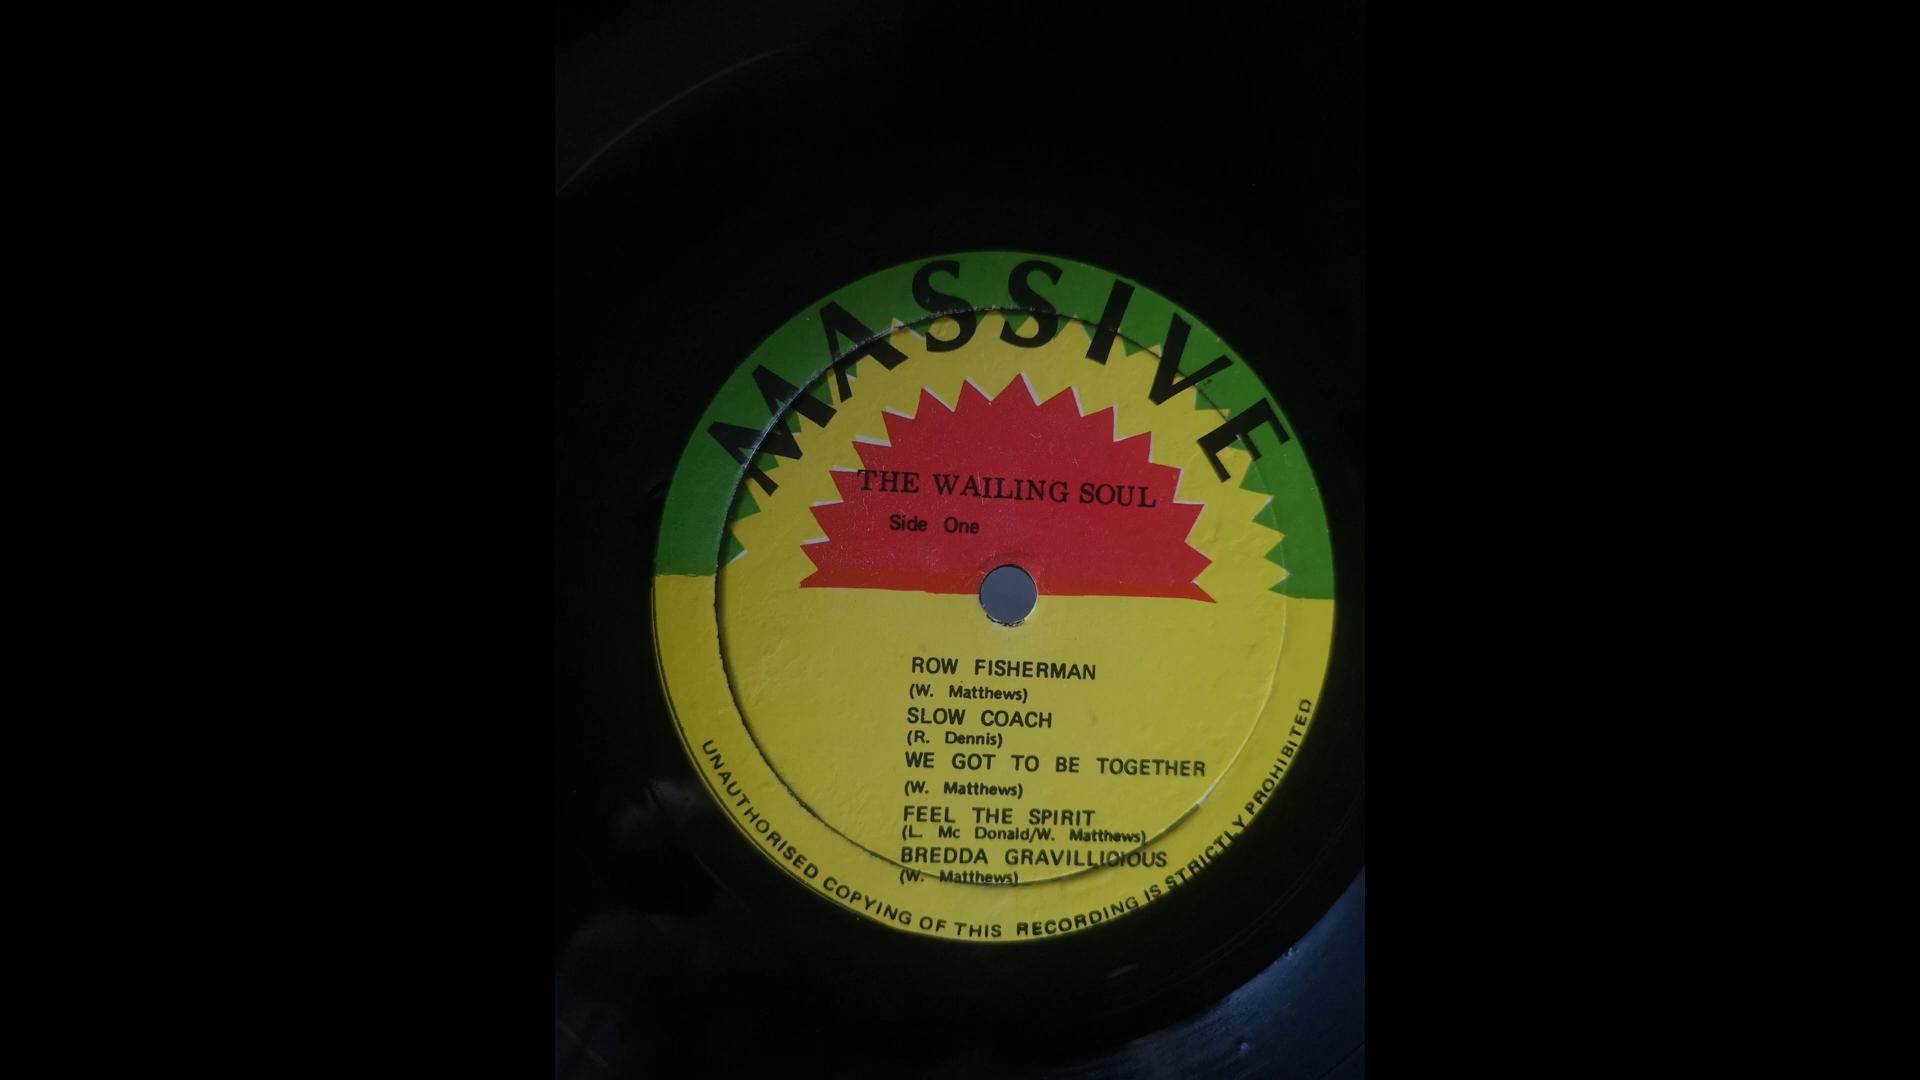 MASSIVE
THE WAILING SOUL
Side One
ROW FISHERMAN
(W. Matthews)
SLOW COACH
(R. Dennis)
WE GOT TO BE TOGETHER
(W. Matthews)
FEEL THE SPIRIT
(L. Mc Donald/W. Matthews)
BREDDA GRAVILLICIOUS
(W. Matthews)
UNAUTHORISED COPYING OF THIS RECORDING IS STRICTLY PROHIBITED